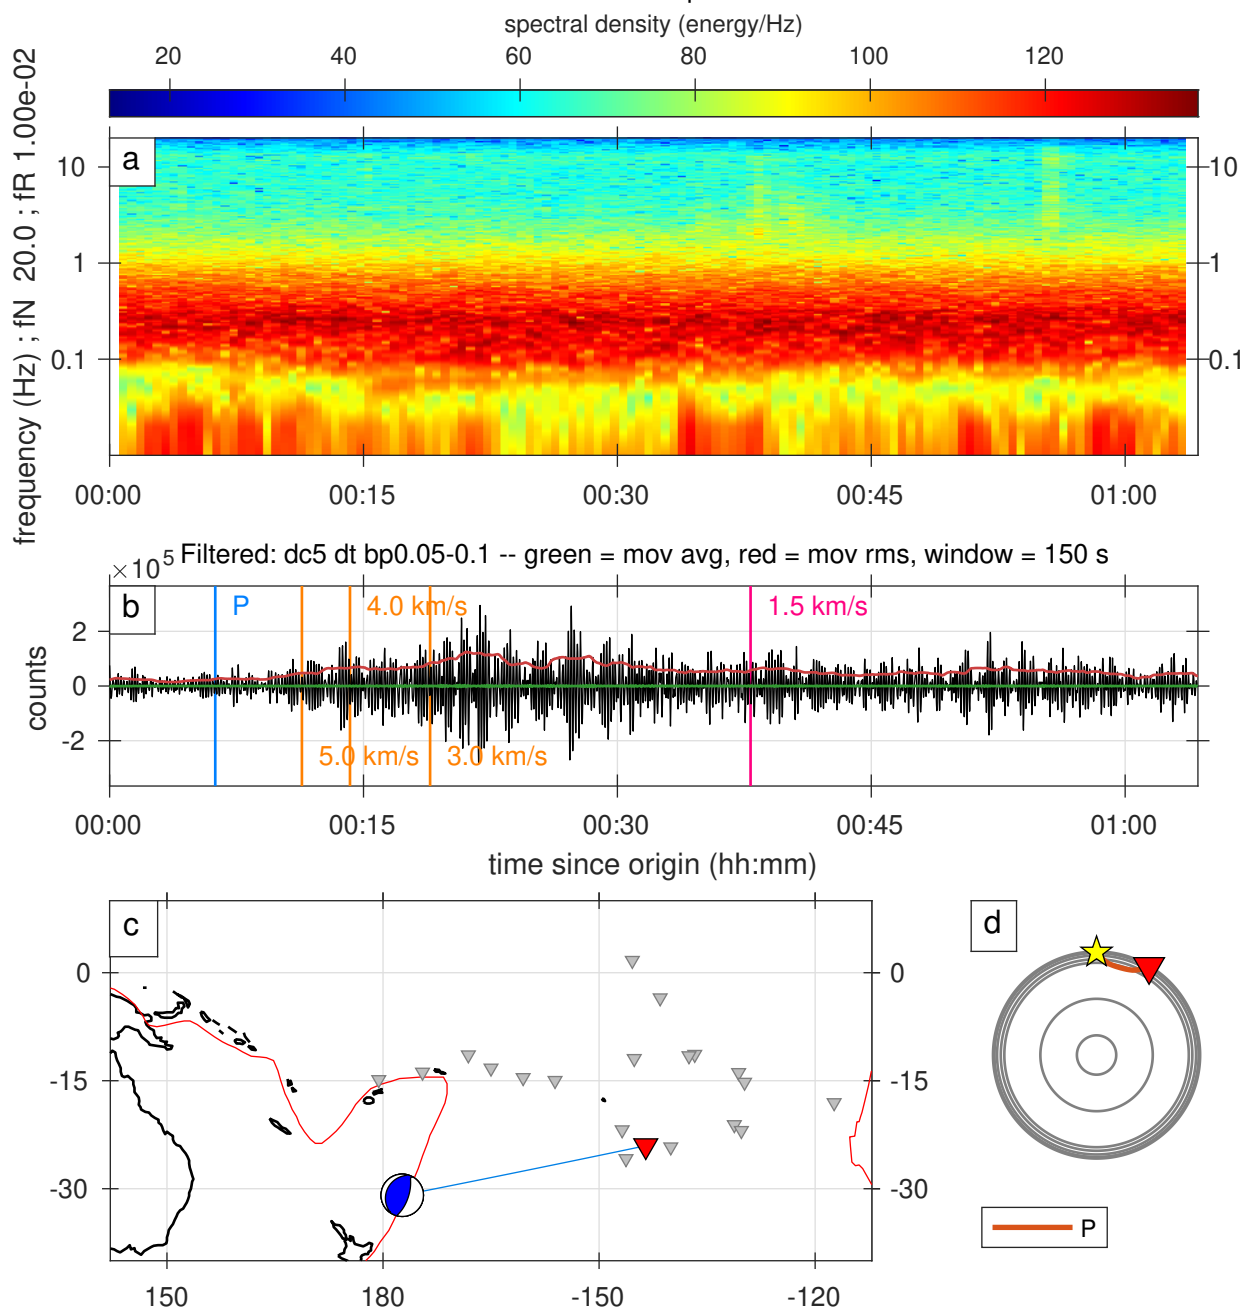 spectral density (energy/Hz)
20 40 60 80 100 120
frequency (Hz) ; fN 20.0 ; fR 1.00e-02
a
10 10
1 1
0.1 0.1
00:00 00:15 00:30 00:45 01:00
×10^5 Filtered: dc5 dt bp0.05-0.1 -- green = mov avg, red = mov rms, window = 150 s
b
P 4.0 km/s 1.5 km/s
2
0
-2
counts
5.0 km/s 3.0 km/s
00:00 00:15 00:30 00:45 01:00
time since origin (hh:mm)
c
d
0 0
-15 -15
-30 -30
P
150 180 -150 -120